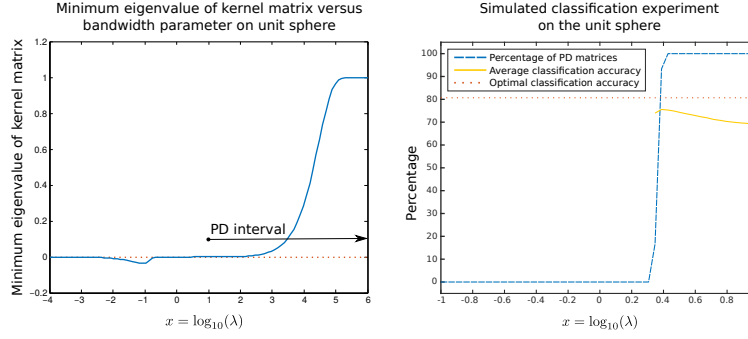 Minimum eigenvalue of kernel matrix versus
bandwidth parameter on unit sphere
Minimum eigenvalue of kernel matrix
1.2
1
0.8
0.6
0.4
0.2
0
−0.2
PD interval
−4 −3 −2 −1 0 1 2 3 4 5 6
x = log₁₀(λ)
Simulated classification experiment
on the unit sphere
Percentage
100
90
80
70
60
50
40
30
20
10
0
Percentage of PD matrices
Average classification accuracy
Optimal classification accuracy
-1 -0.8 -0.6 -0.4 -0.2 0 0.2 0.4 0.6 0.8
x = log₁₀(λ)